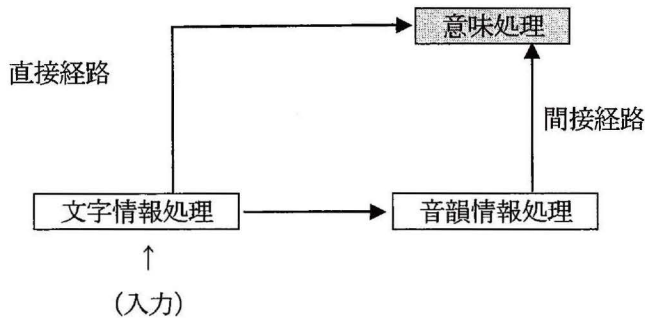 意味処理
直接経路
間接経路
文字情報処理
音韻情報処理
↑
(入力)